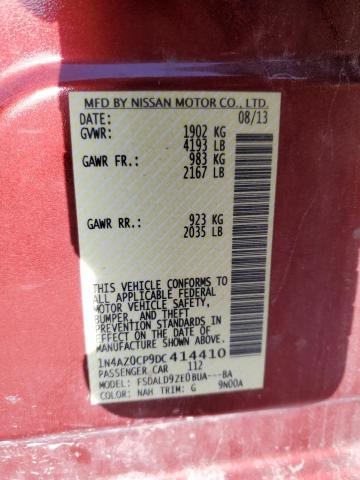 MFD BY NISSAN MOTOR CO., LTD.
DATE: 08/13
GVWR: 1902 KG
4193 LB
GAWR FR.: 983 KG
2167 LB
GAWR RR.: 923 KG
2035 LB
THIS VEHICLE CONFORMS TO
ALL APPLICABLE FEDERAL
MOTOR VEHICLE SAFETY,
BUMPER, AND THEFT
PREVENTION STANDARDS IN
EFFECT ON THE DATE OF
MANUFACTURE SHOWN ABOVE.
1N4AZ0CP9DC414410
PASSENGER CAR 112
MODEL: FSDALD9ZE0BUA---BA
COLOR: NAH TRIM: G 9N00A